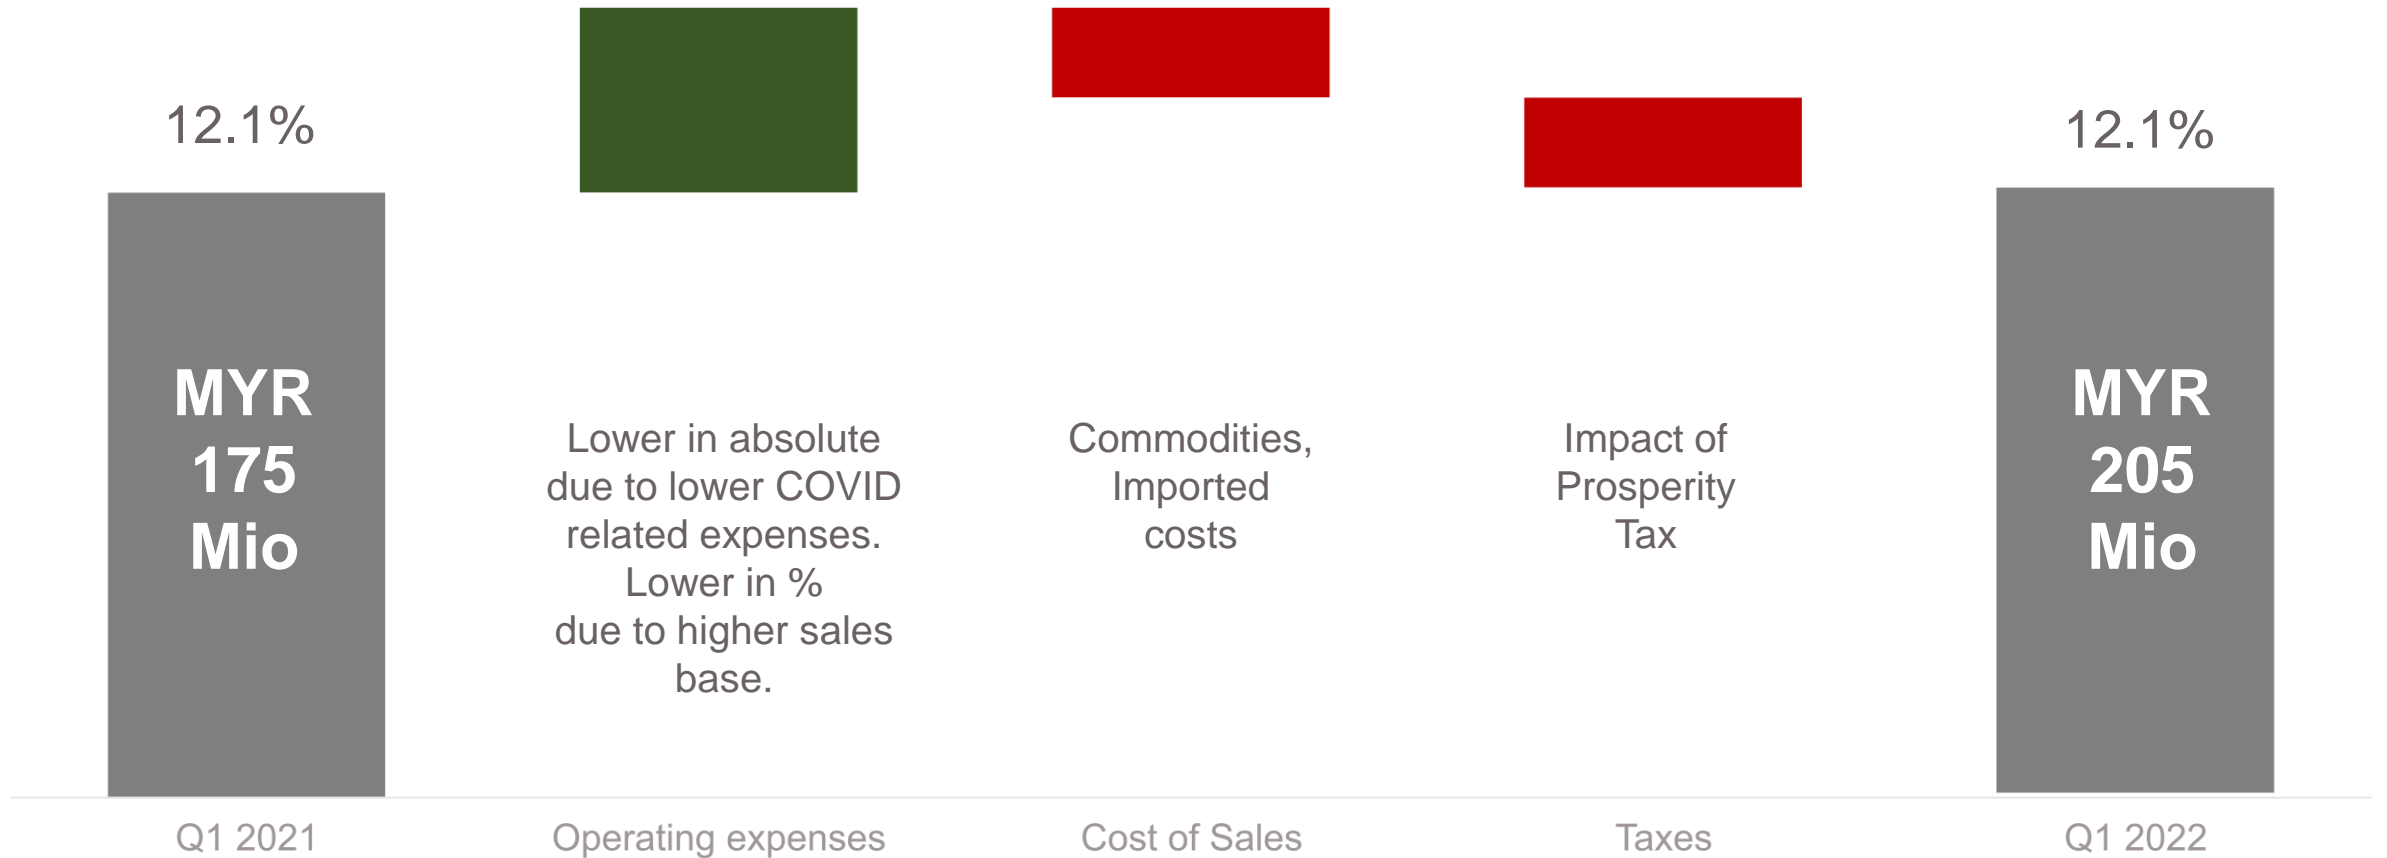 12.1%
12.1%
MYR
175
Mio
Lower in absolute
due to lower COVID
related expenses.
Lower in %
due to higher sales
base.
Commodities,
Imported
costs
Impact of
Prosperity
Tax
MYR
205
Mio
Q1 2021
Operating expenses
Cost of Sales
Taxes
Q1 2022